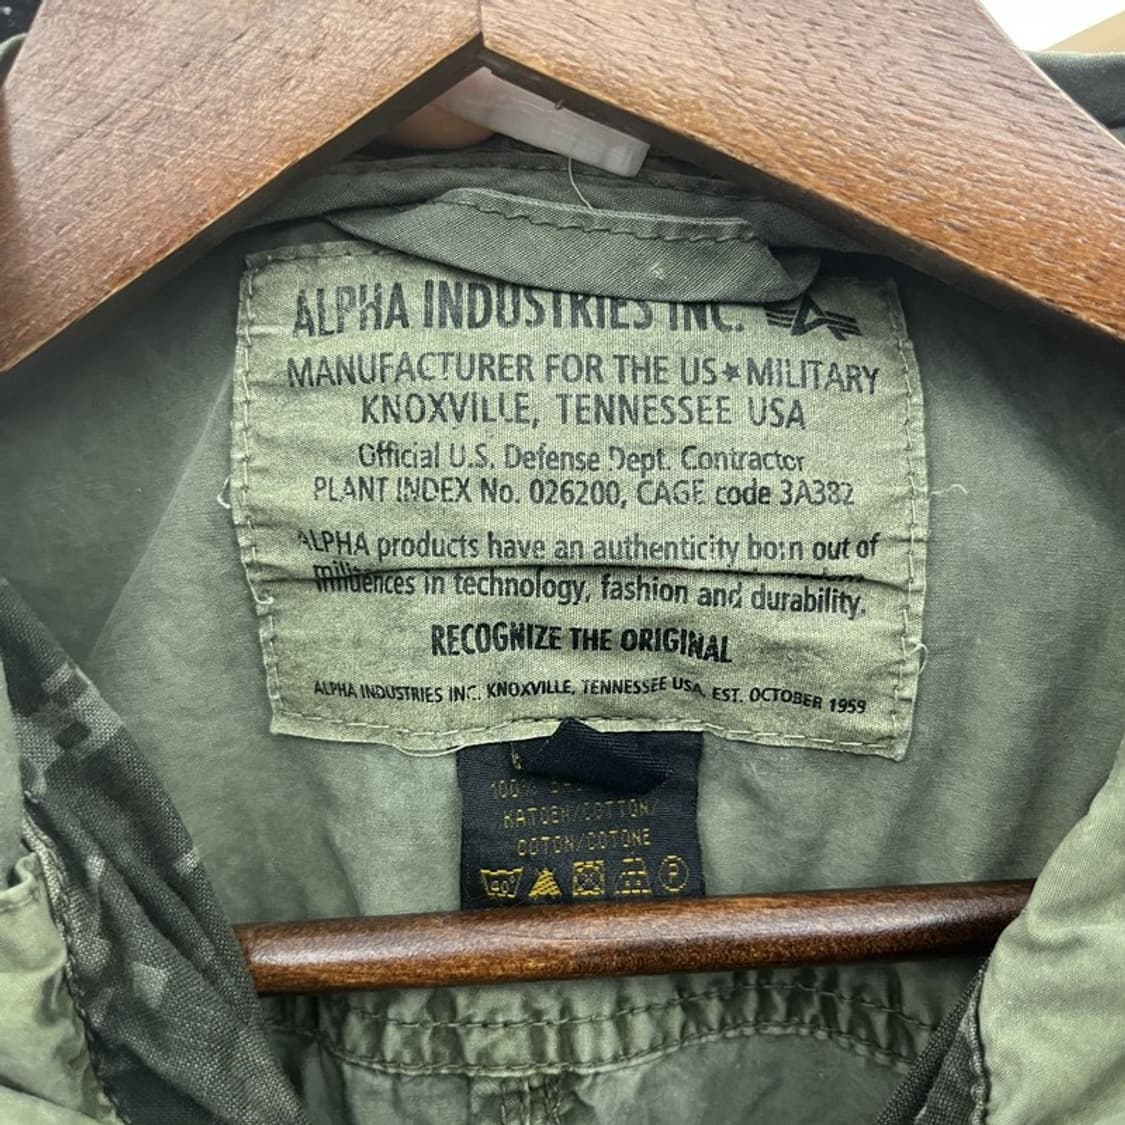 ALPHA INDUSTRIES INC.
MANUFACTURER FOR THE US★MILITARY
KNOXVILLE, TENNESSEE USA
Official U.S. Defense Dept. Contractor
PLANT INDEX No. 026200, CAGE code 3A382
ALPHA products have an authenticity born out of
in technology, fashion and durability.
RECOGNIZE THE ORIGINAL
ALPHA INDUSTRIES INC. KNOXVILLE, TENNESSEE USA, EST. OCTOBER 1959
100%
KATOEN/COTTON
COTON/COTONE
40 P